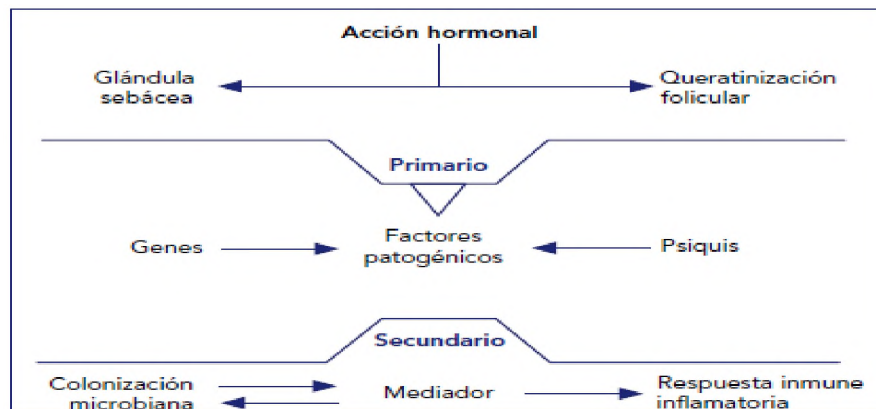 Acción hormonal
Glándula
sebácea
Queratinización
folicular
Primario
Genes
Factores
patogénicos
Psiquis
Secundario
Colonización
microbiana
Mediador
Respuesta inmune
inflamatoria